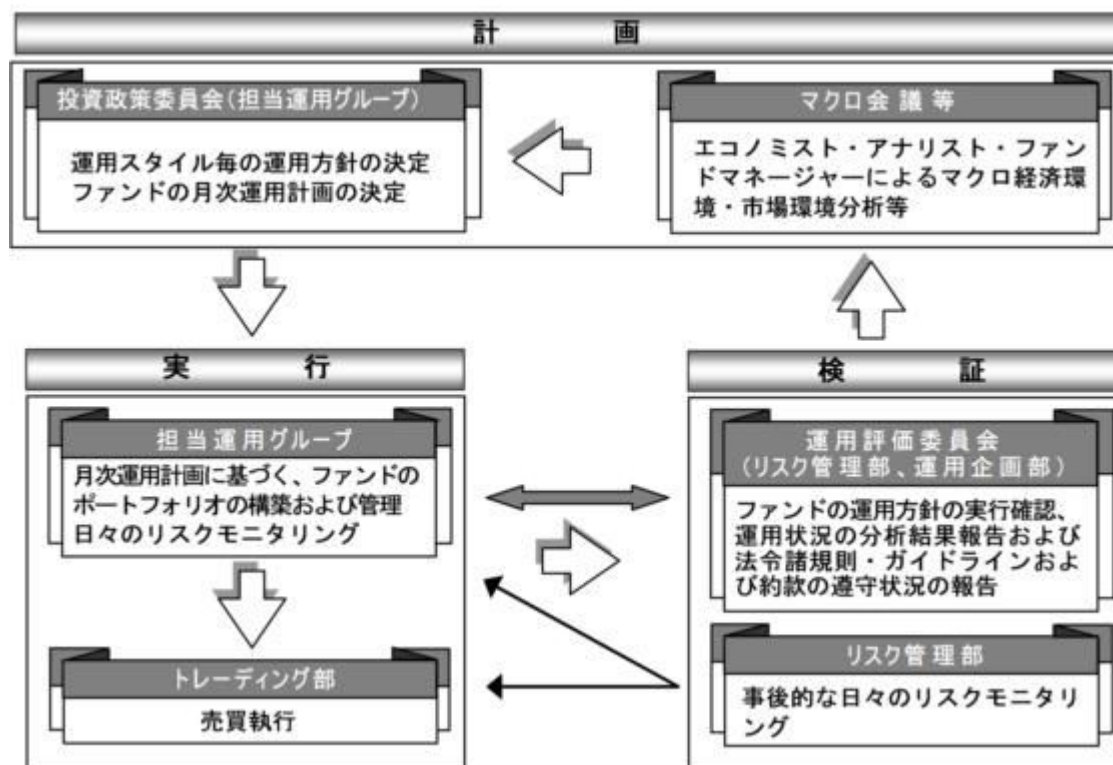 計画
投資政策委員会(担当運用グループ)
運用スタイル毎の運用方針の決定
ファンドの月次運用計画の決定
マクロ会議等
エコノミスト・アナリスト・ファン
ドマネージャーによるマクロ経済環
境・市場環境分析等
実行
担当運用グループ
月次運用計画に基づく、ファンドの
ポートフォリオの構築および管理
日々のリスクモニタリング
トレーディング部
売買執行
検証
運用評価委員会
(リスク管理部、運用企画部)
ファンドの運用方針の実行確認、
運用状況の分析結果報告および
法令諸規則・ガイドラインおよ
び約款の遵守状況の報告
リスク管理部
事後的な日々のリスクモニタリ
ング